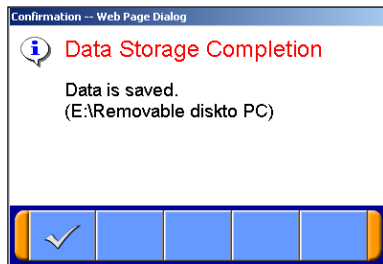 Confirmation -- Web Page Dialog
Data Storage Completion
Data is saved.
(E:\Removable diskto PC)